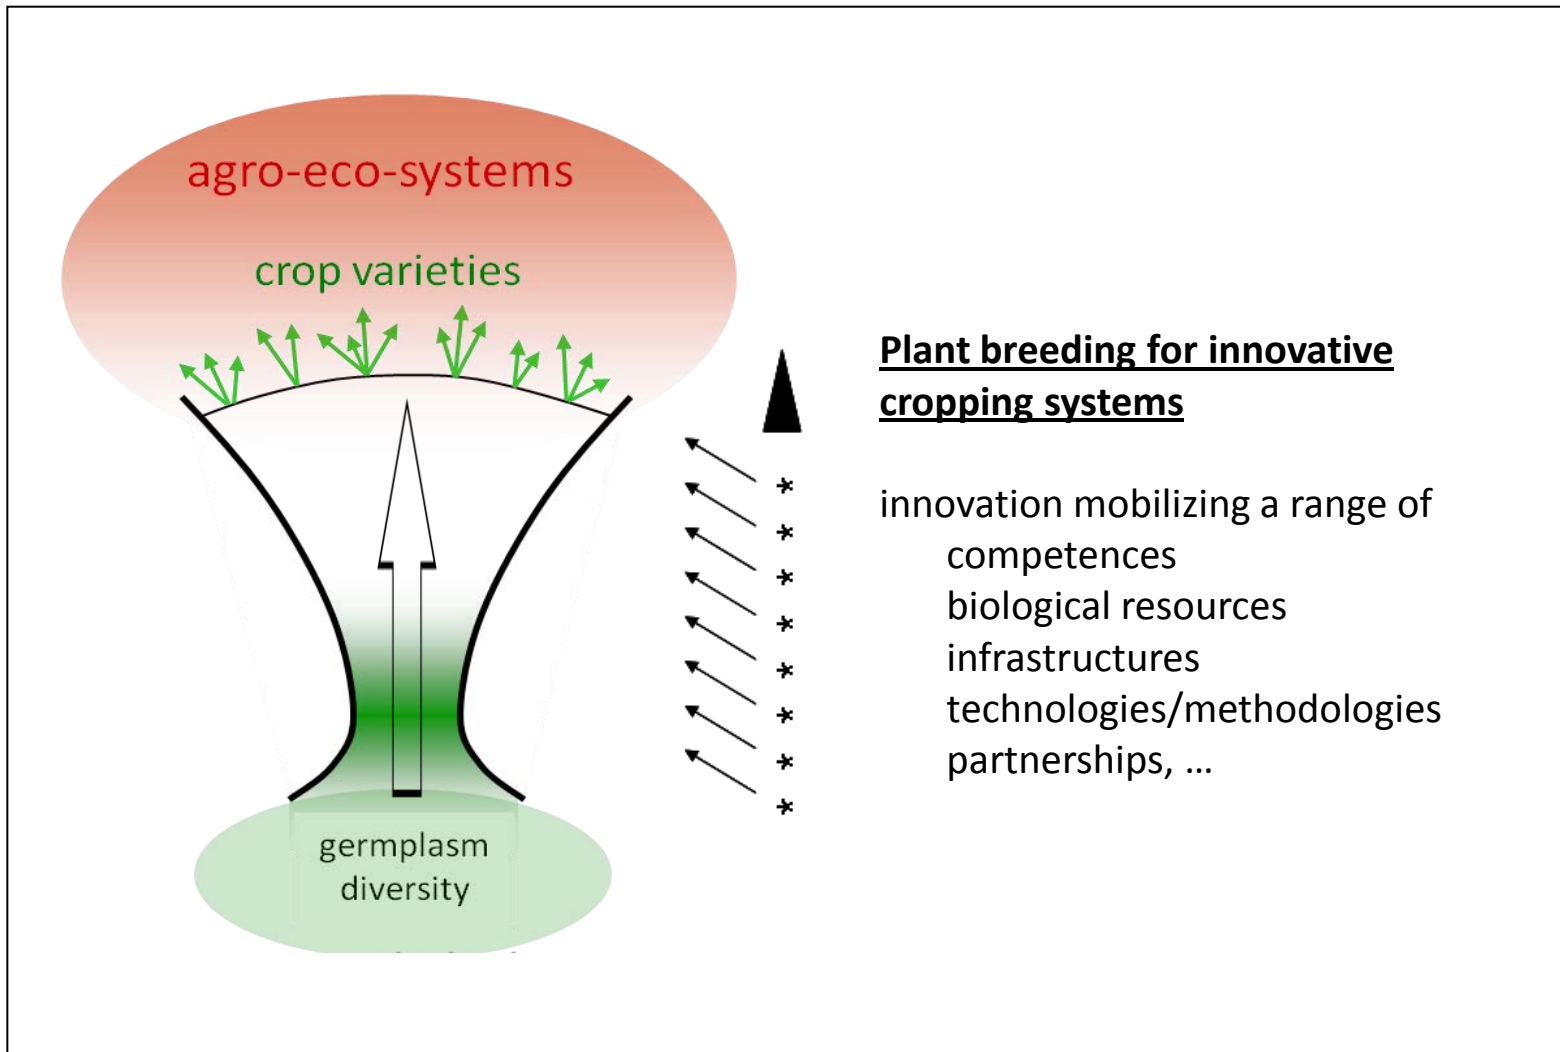 agro-eco-systems
crop varieties
germplasm
diversity
Plant breeding for innovative
cropping systems
innovation mobilizing a range of
competences
biological resources
infrastructures
technologies/methodologies
partnerships, …